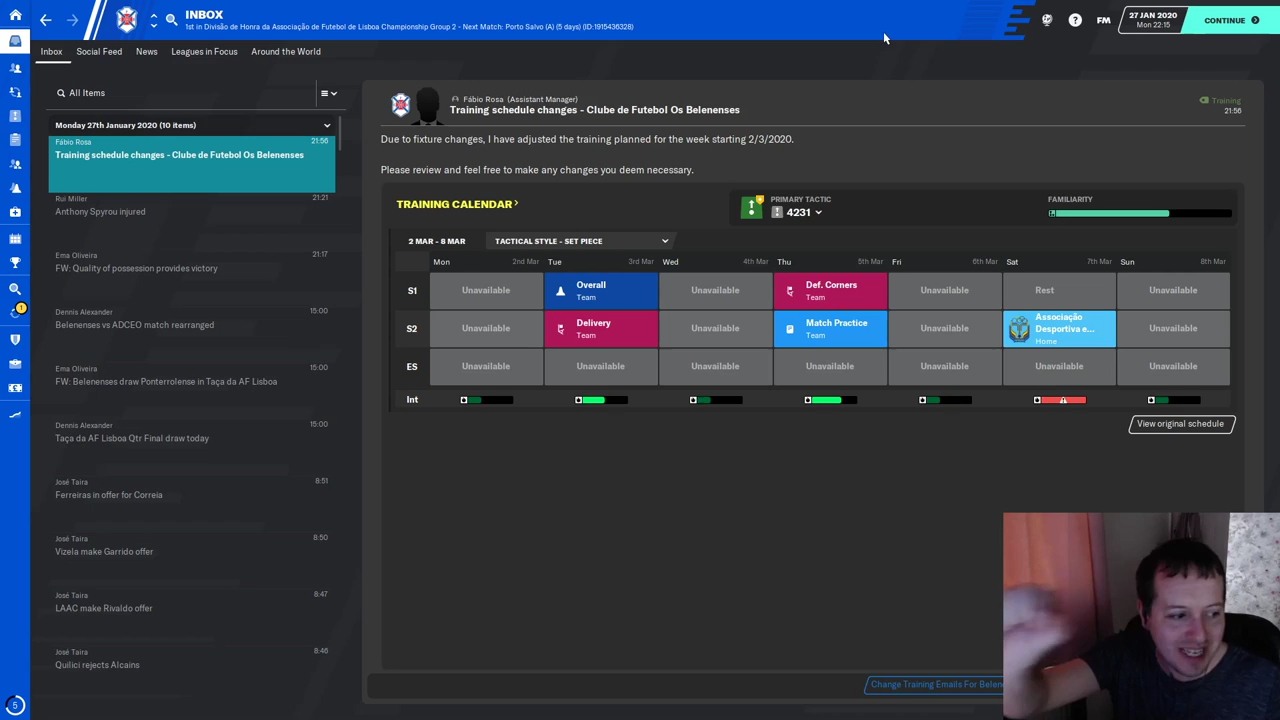 INBOX
1st in Divisão de Honra da Associação de Futebol de Lisboa Championship Group 2 - Next Match: Porto Salvo (A) (5 days) (ID:1915436328)
FM
27 JAN 2020
Mon 22:15
CONTINUE
Inbox
Social Feed
News
Leagues in Focus
Around the World
All Items
Monday 27th January 2020 (10 items)
Fábio Rosa 21:56
Training schedule changes - Clube de Futebol Os Belenenses
Rui Miller 21:21
Anthony Spyrou injured
Ema Oliveira 21:17
FW: Quality of possession provides victory
Dennis Alexander 15:00
Belenenses vs ADCEO match rearranged
Ema Oliveira 15:00
FW: Belenenses draw Ponterrolense in Taça da AF Lisboa
Dennis Alexander 15:00
Taça da AF Lisboa Qtr Final draw today
José Taira 8:51
Ferreiras in offer for Correia
José Taira 8:50
Vizela make Garrido offer
José Taira 8:47
LAAC make Rivaldo offer
José Taira 8:46
Quilici rejects Alcains
1
5
Fábio Rosa (Assistant Manager)
Training schedule changes - Clube de Futebol Os Belenenses
Training
21:56
Due to fixture changes, I have adjusted the training planned for the week starting 2/3/2020.
Please review and feel free to make any changes you deem necessary.
TRAINING CALENDAR
PRIMARY TACTIC
4231
FAMILIARITY
2 MAR - 8 MAR
TACTICAL STYLE - SET PIECE
Mon 2nd Mar Tue 3rd Mar Wed 4th Mar Thu 5th Mar Fri 6th Mar Sat 7th Mar Sun 8th Mar
S1 Unavailable Overall Team Unavailable Def. Corners Team Unavailable Rest Unavailable
S2 Unavailable Delivery Team Unavailable Match Practice Team Unavailable Associação Desportiva e... Home Unavailable
ES Unavailable Unavailable Unavailable Unavailable Unavailable Unavailable Unavailable
Int
View original schedule
Change Training Emails For Belen